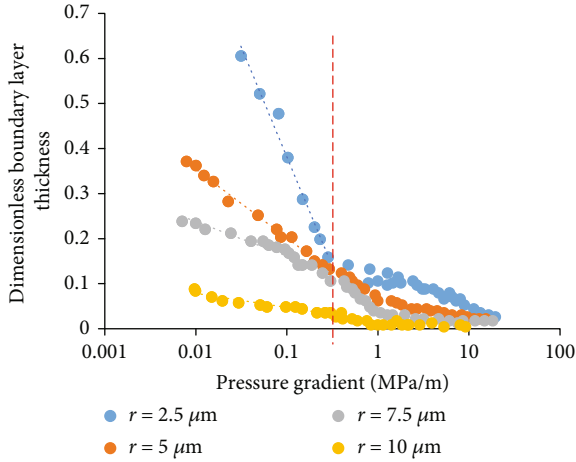 Dimensionless boundary layer
thickness
0.7
0.6
0.5
0.4
0.3
0.2
0.1
0
0.001
0.01
0.1
1
10
100
Pressure gradient (MPa/m)
r = 2.5 μm
r = 7.5 μm
r = 5 μm
r = 10 μm